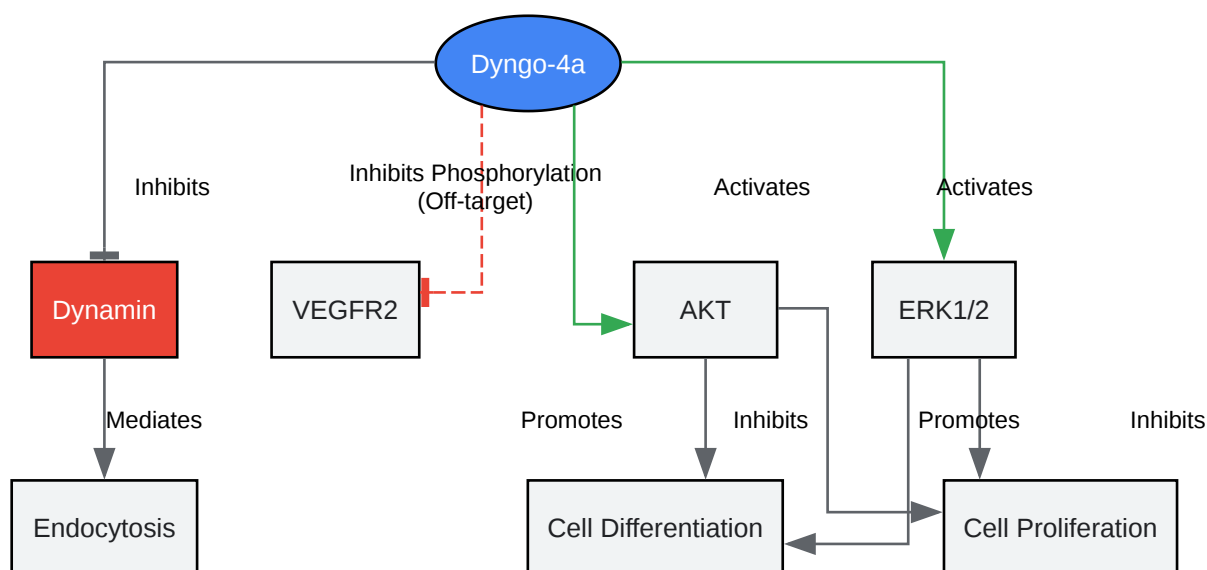 Dyngo-4a
Inhibits
Inhibits Phosphorylation
(Off-target)
Activates
Activates
Dynamin
VEGFR2
AKT
ERK1/2
Mediates
Promotes
Inhibits
Promotes
Inhibits
Endocytosis
Cell Differentiation
Cell Proliferation